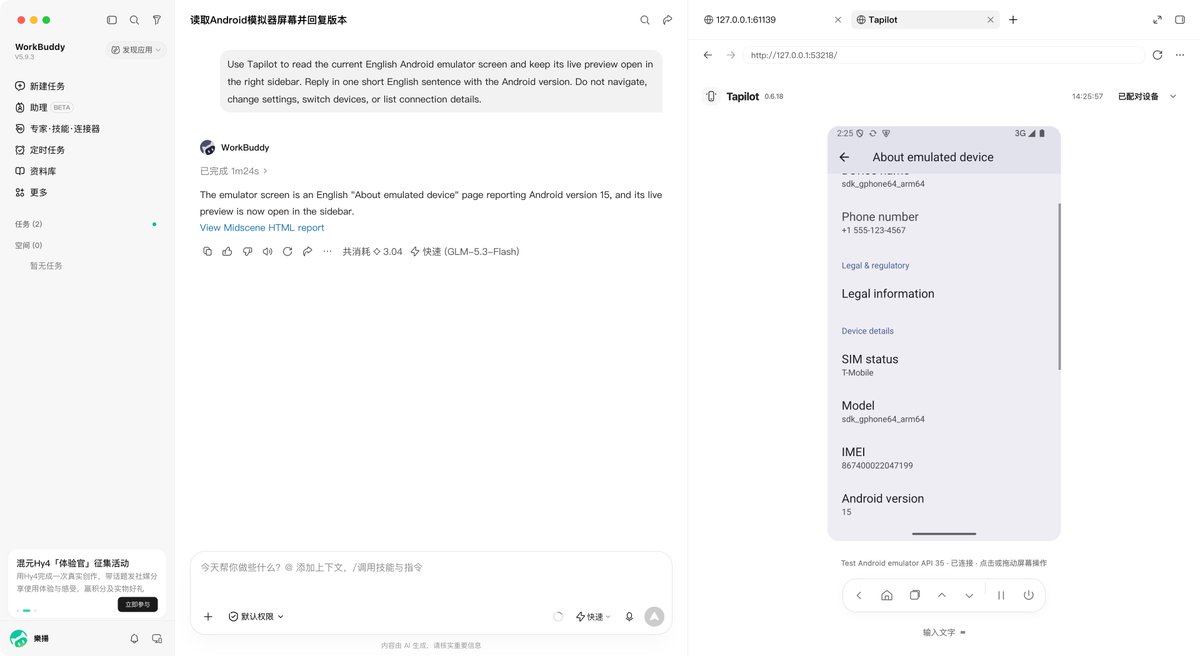 WorkBuddy
V5.9.3
发现应用
新建任务
助理 BETA
专家·技能·连接器
定时任务
资料库
更多
任务 (2)
空间 (0)
暂无任务
混元Hy4「体验官」征集活动
用Hy4完成一次真实创作，带话题发社媒分
享使用体验与感受，赢积分及实物好礼
立即参与
樂播
读取Android模拟器屏幕并回复版本
Use Tapilot to read the current English Android emulator screen and keep its live preview open in
the right sidebar. Reply in one short English sentence with the Android version. Do not navigate,
change settings, switch devices, or list connection details.
WorkBuddy
已完成 1m24s
The emulator screen is an English "About emulated device" page reporting Android version 15, and its live
preview is now open in the sidebar.
View Midscene HTML report
共消耗 3.04 快速 (GLM-5.3-Flash)
今天帮你做些什么？@ 添加上下文，/调用技能与指令
默认权限
快速
内容由 AI 生成，请核实重要信息
127.0.0.1:61139
Tapilot
http://127.0.0.1:53218/
Tapilot 0.6.18
14:25:57
已配对设备
2:25
3G
About emulated device
sdk_gphone64_arm64
Phone number
+1 555-123-4567
Legal & regulatory
Legal information
Device details
SIM status
T-Mobile
Model
sdk_gphone64_arm64
IMEI
867400022047199
Android version
15
Test Android emulator API 35 · 已连接 · 点击或拖动屏幕操作
输入文字